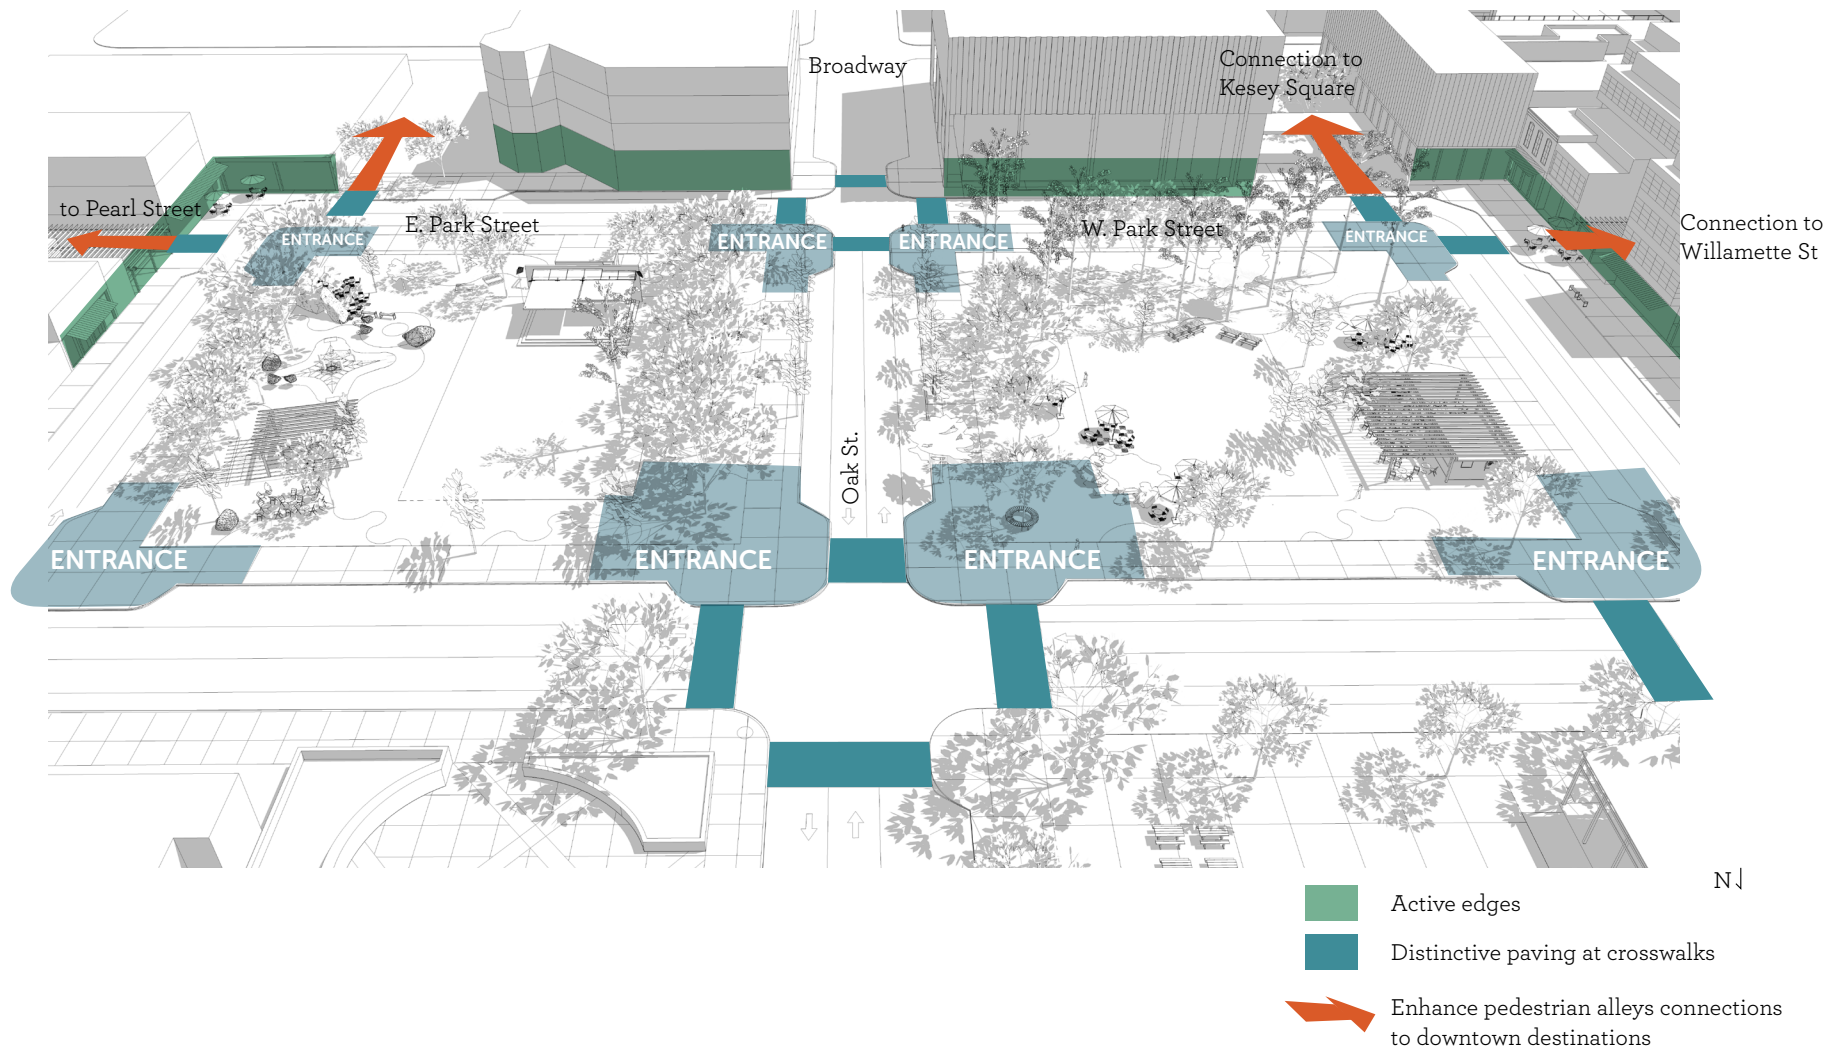 Broadway
Connection to
Kesey Square
to Pearl Street
E. Park Street
W. Park Street
Connection to
Willamette St
ENTRANCE
ENTRANCE
ENTRANCE
ENTRANCE
Oak St.
ENTRANCE
ENTRANCE
ENTRANCE
ENTRANCE
N
Active edges
Distinctive paving at crosswalks
Enhance pedestrian alleys connections
to downtown destinations